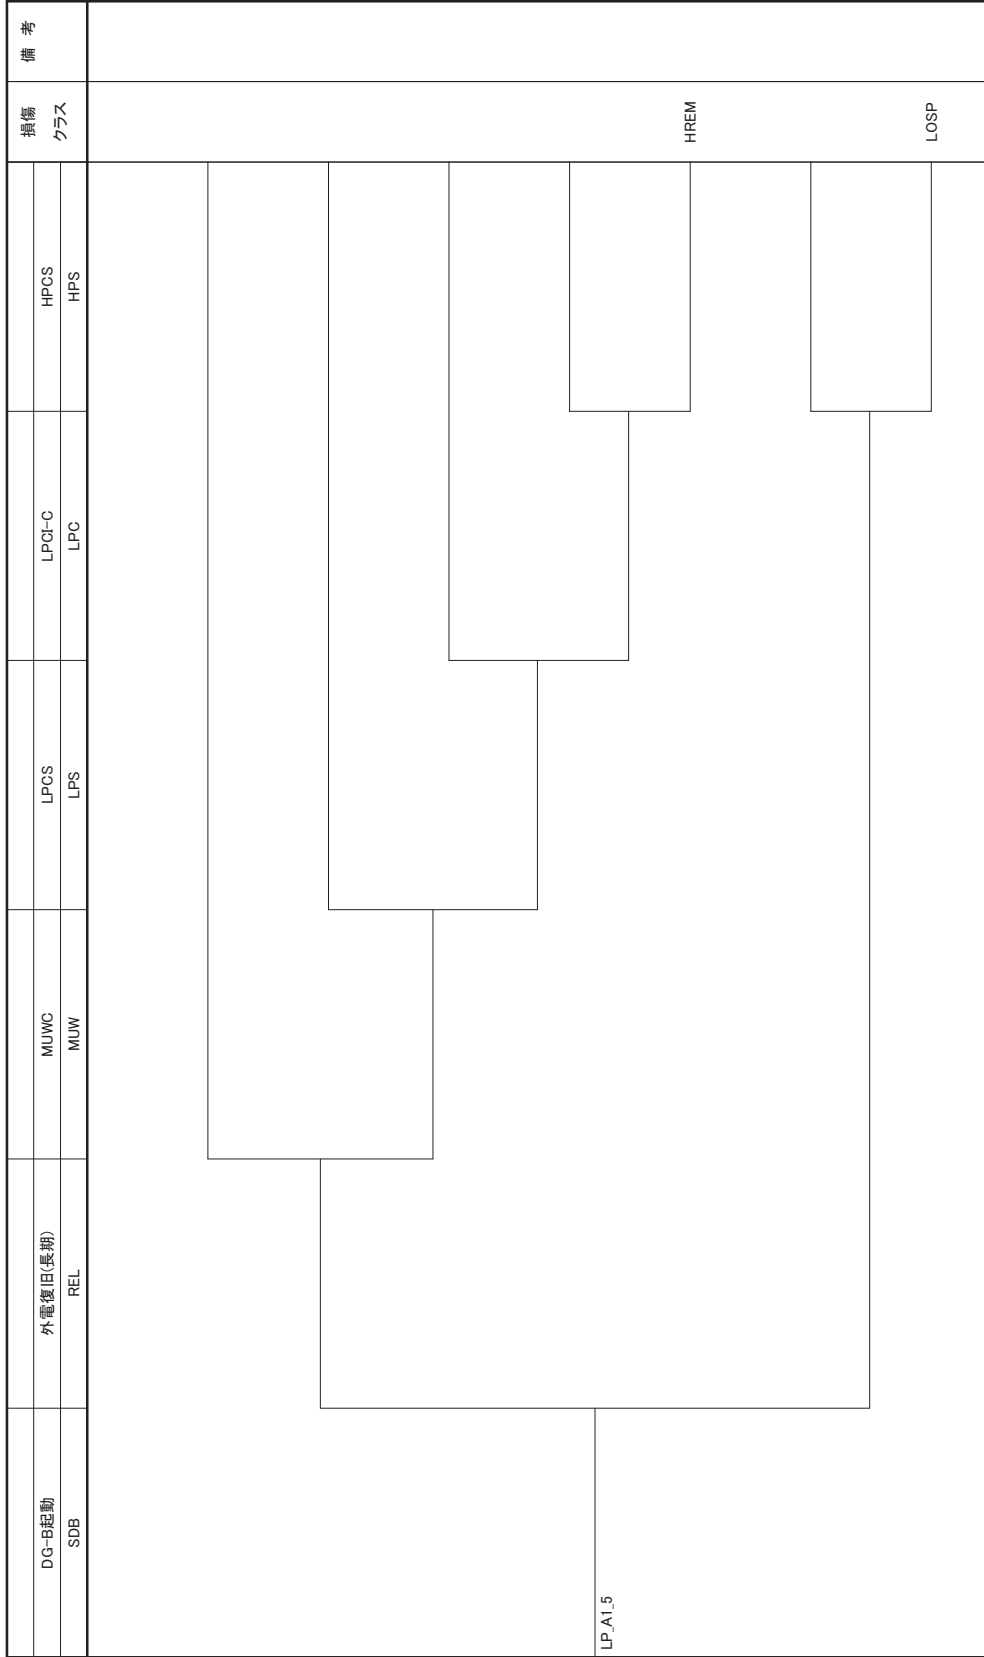 DG-B起動
外電復旧(長期)
MUWC
LPCS
LPCI-C
HPCS
損傷
クラス
備 考
SDB
REL
MUW
LPS
LPC
HPS
HREM
LP_A1_5
LOSP